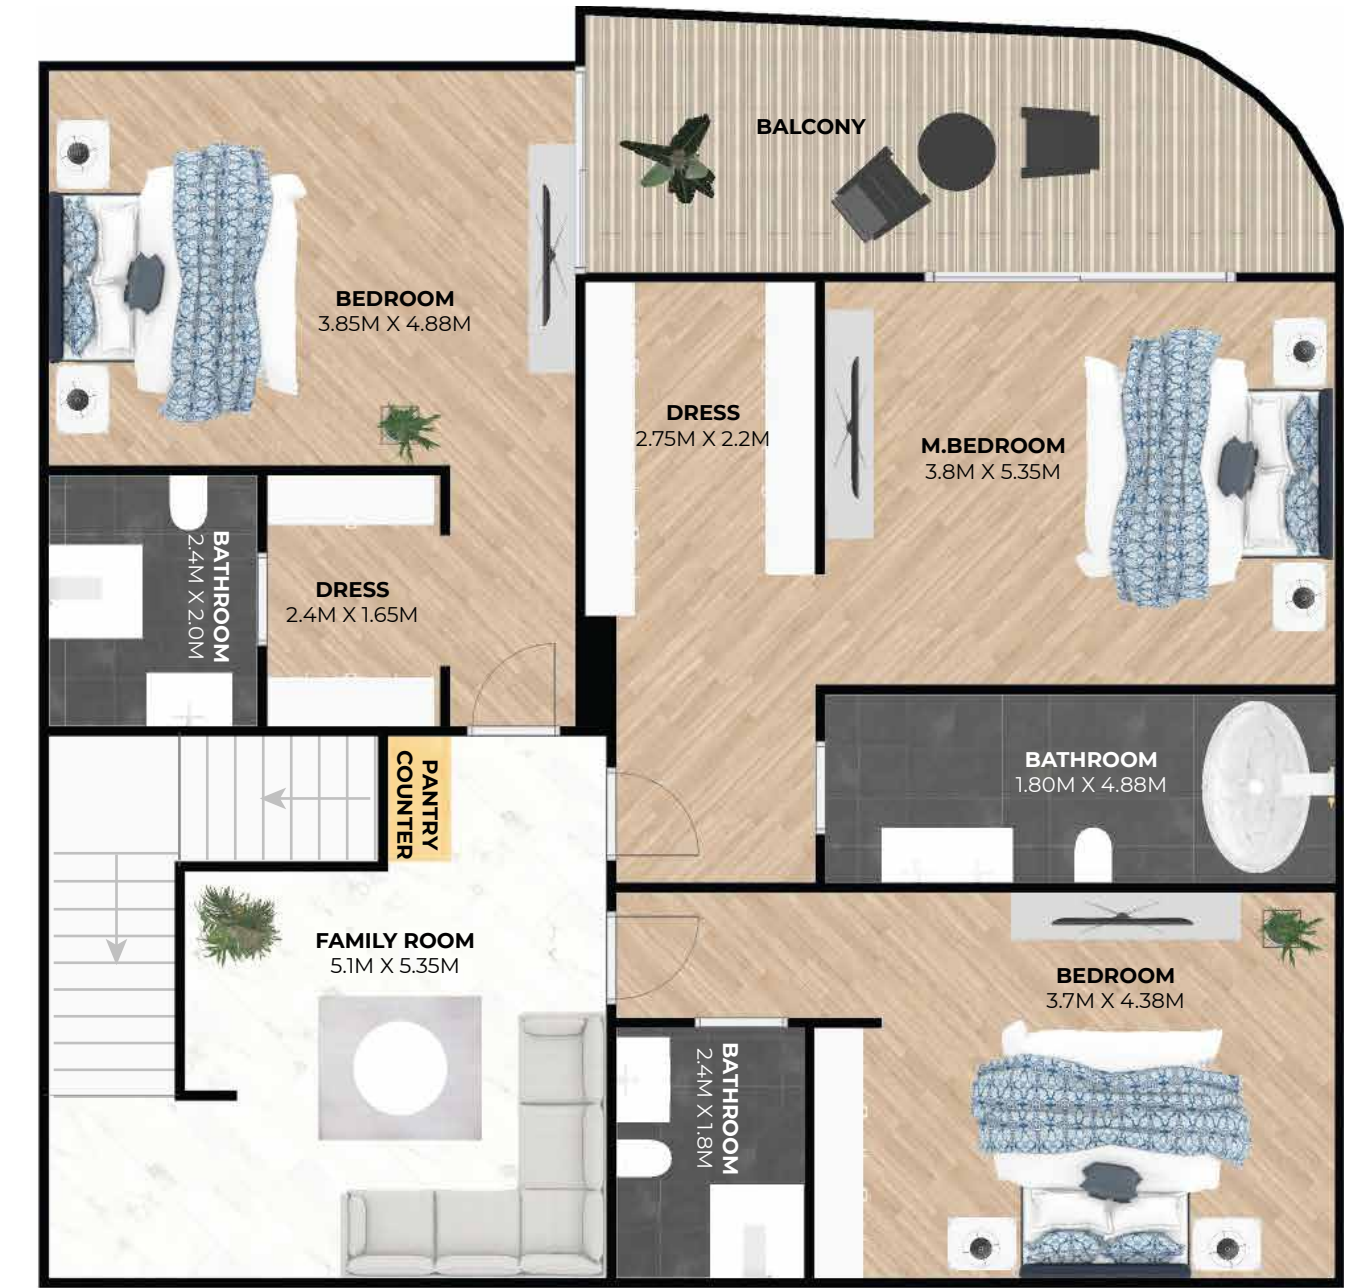 BALCONY
BEDROOM
3.85M X 4.88M
DRESS
2.75M X 2.2M
M.BEDROOM
3.8M X 5.35M
BATHROOM
2.4M X 2.0M
DRESS
2.4M X 1.65M
PANTRY
COUNTER
BATHROOM
1.80M X 4.88M
FAMILY ROOM
5.1M X 5.35M
BEDROOM
3.7M X 4.38M
BATHROOM
2.4M X 1.8M